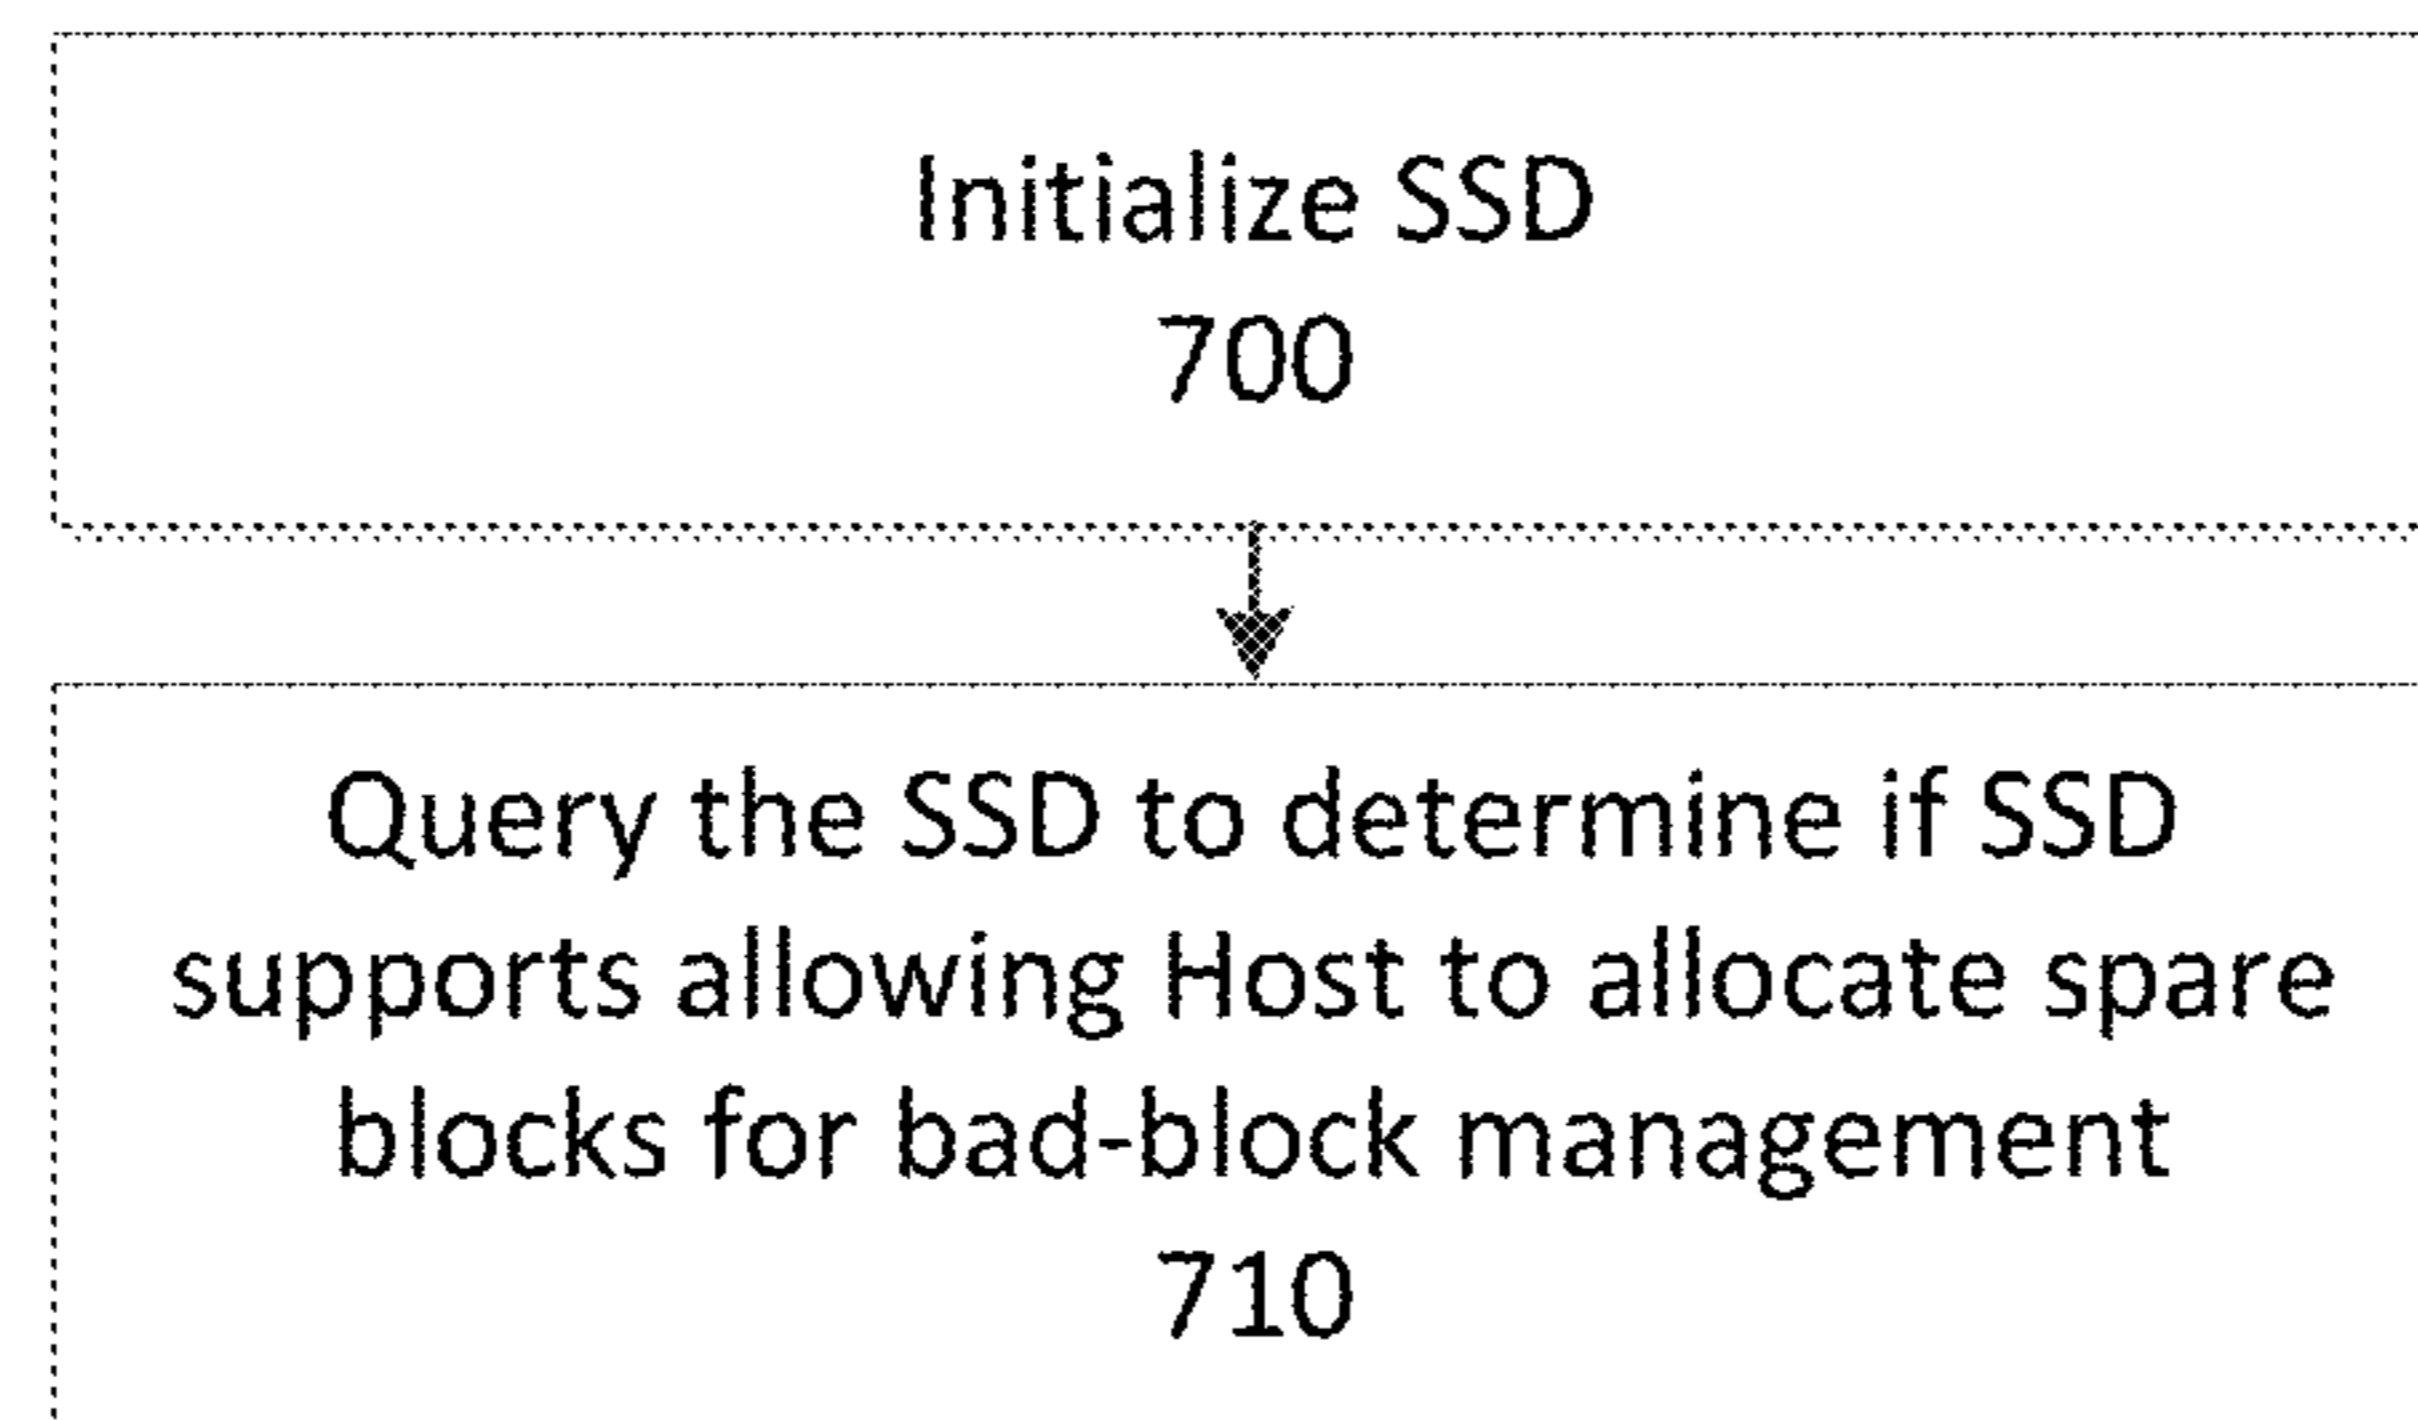 Initialize SSD
700
Query the SSD to determine if SSD
supports allowing Host to allocate spare
blocks for bad-block management
710